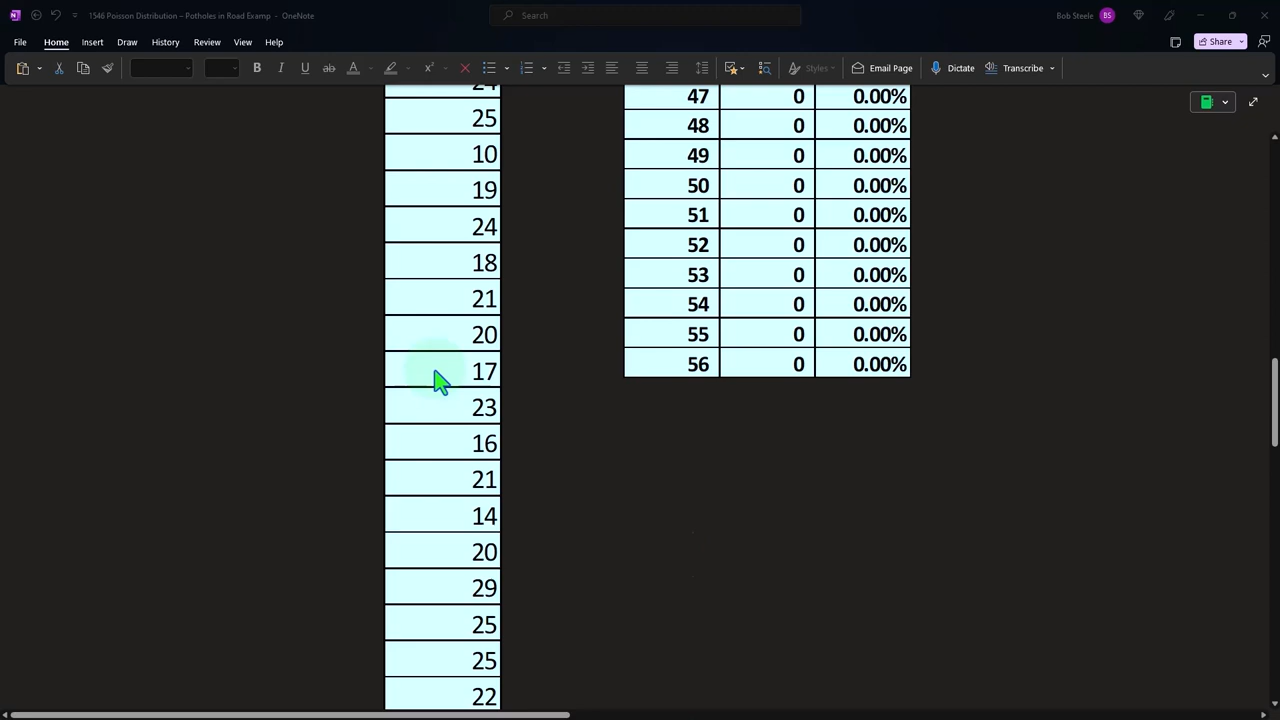 1546 Poisson Distribution – Potholes in Road Examp - OneNote
Search
Bob Steele
BS
File Home Insert Draw History Review View Help
Share
B I U ab A x Styles Email Page Dictate Transcribe
24
25
10
19
24
18
21
20
17
23
16
21
14
20
29
25
25
22
47 0 0.00%
48 0 0.00%
49 0 0.00%
50 0 0.00%
51 0 0.00%
52 0 0.00%
53 0 0.00%
54 0 0.00%
55 0 0.00%
56 0 0.00%